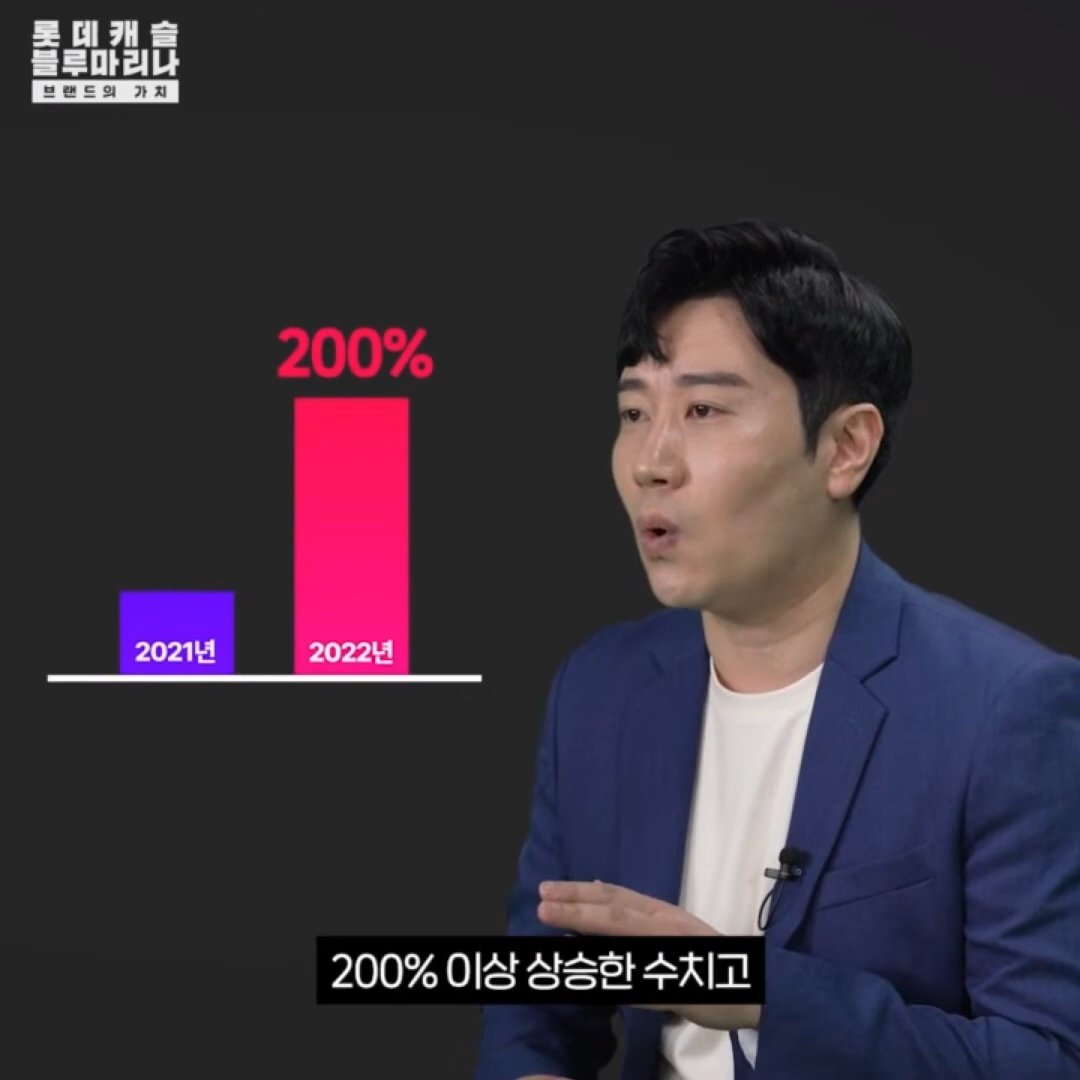 롯데캐슬
블루마리나
브랜드의 가치
200%
2021년
2022년
200% 이상 상승한 수치고